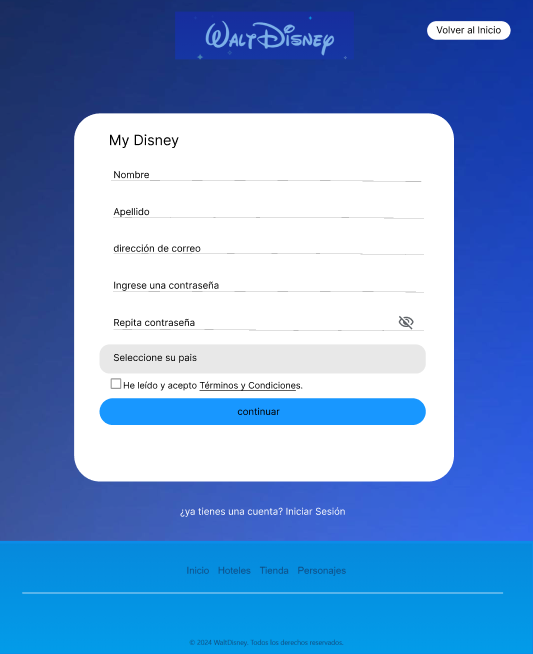 WALT DISNEY
Volver al Inicio
My Disney
Nombre
Apellido
dirección de correo
Ingrese una contraseña
Repita contraseña
Seleccione su pais
He leído y acepto Términos y Condiciones.
continuar
¿ya tienes una cuenta? Iniciar Sesión
Inicio Hoteles Tienda Personajes
© 2024 WaltDisney. Todos los derechos reservados.